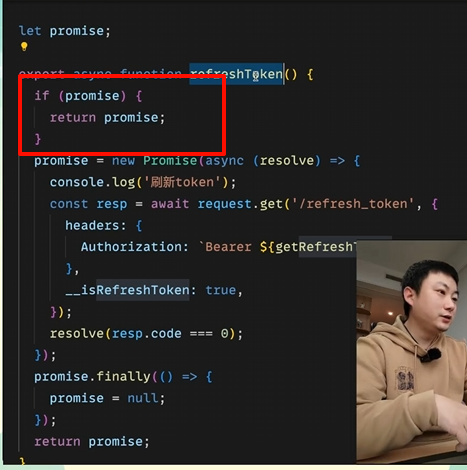 let promise;
export async function refreshToken() {
if (promise) {
return promise;
}
promise = new Promise(async (resolve) => {
console.log('刷新token');
const resp = await request.get('/refresh_token', {
headers: {
Authorization: `Bearer ${getRefresh
},
__isRefreshToken: true,
});
resolve(resp.code === 0);
});
promise.finally(() => {
promise = null;
});
return promise;
}